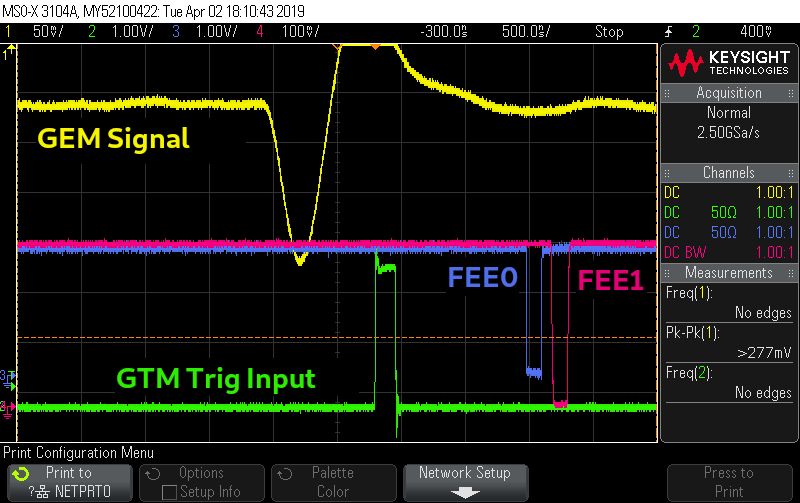 MSO-X 3104A, MY52100422: Tue Apr 02 18:10:43 2019
1 50V/ 2 1.00V/ 3 1.00V/ 4 100V/ -300.0s 500.0s/ Stop 2 400V
KEYSIGHT
TECHNOLOGIES
Acquisition
Normal
2.50GSa/s
Channels
DC 1.00:1
DC 50Ω 1.00:1
DC 50Ω 1.00:1
DC BW 1.00:1
Measurements
Freq(1):
No edges
Pk-Pk(1):
>277mV
Freq(2):
No edges
GEM Signal
FEE0
FEE1
GTM Trig Input
Print Configuration Menu
Print to
NETPRT0
Options
Setup Info
Palette
Color
Network Setup
Press to
Print